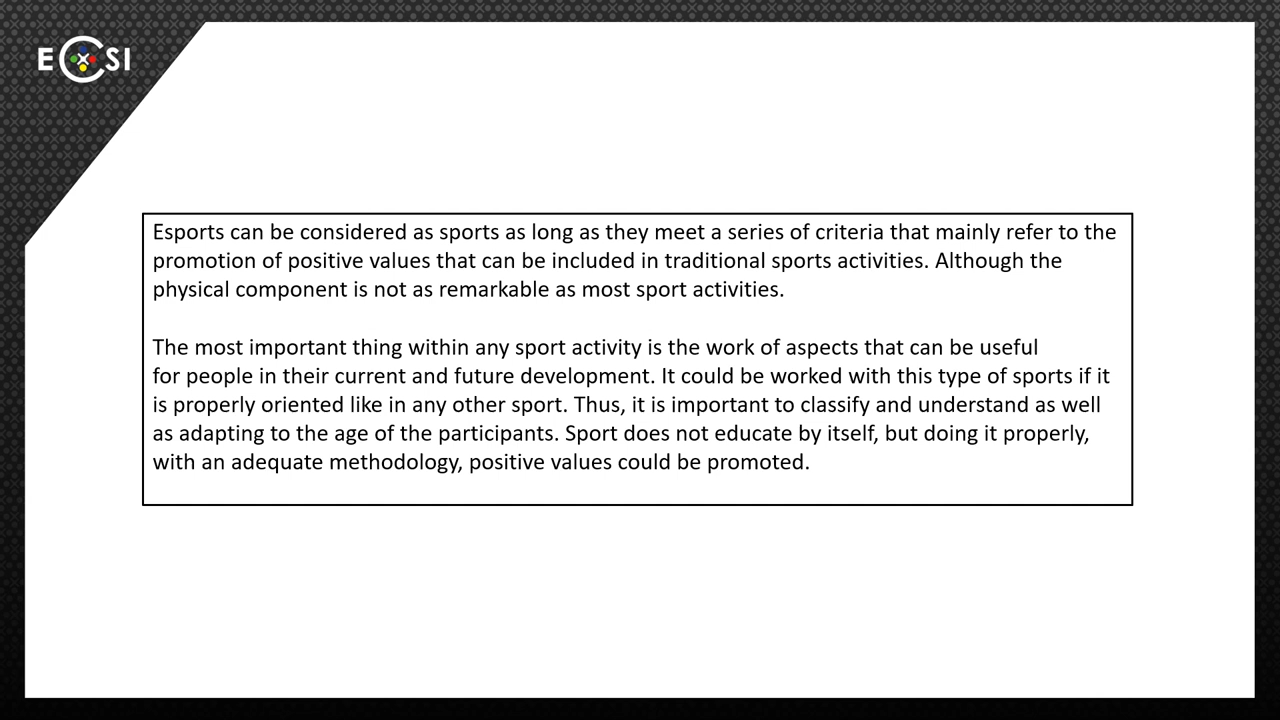 ECSI
Esports can be considered as sports as long as they meet a series of criteria that mainly refer to the
promotion of positive values that can be included in traditional sports activities. Although the
physical component is not as remarkable as most sport activities.
The most important thing within any sport activity is the work of aspects that can be useful
for people in their current and future development. It could be worked with this type of sports if it
is properly oriented like in any other sport. Thus, it is important to classify and understand as well
as adapting to the age of the participants. Sport does not educate by itself, but doing it properly,
with an adequate methodology, positive values could be promoted.